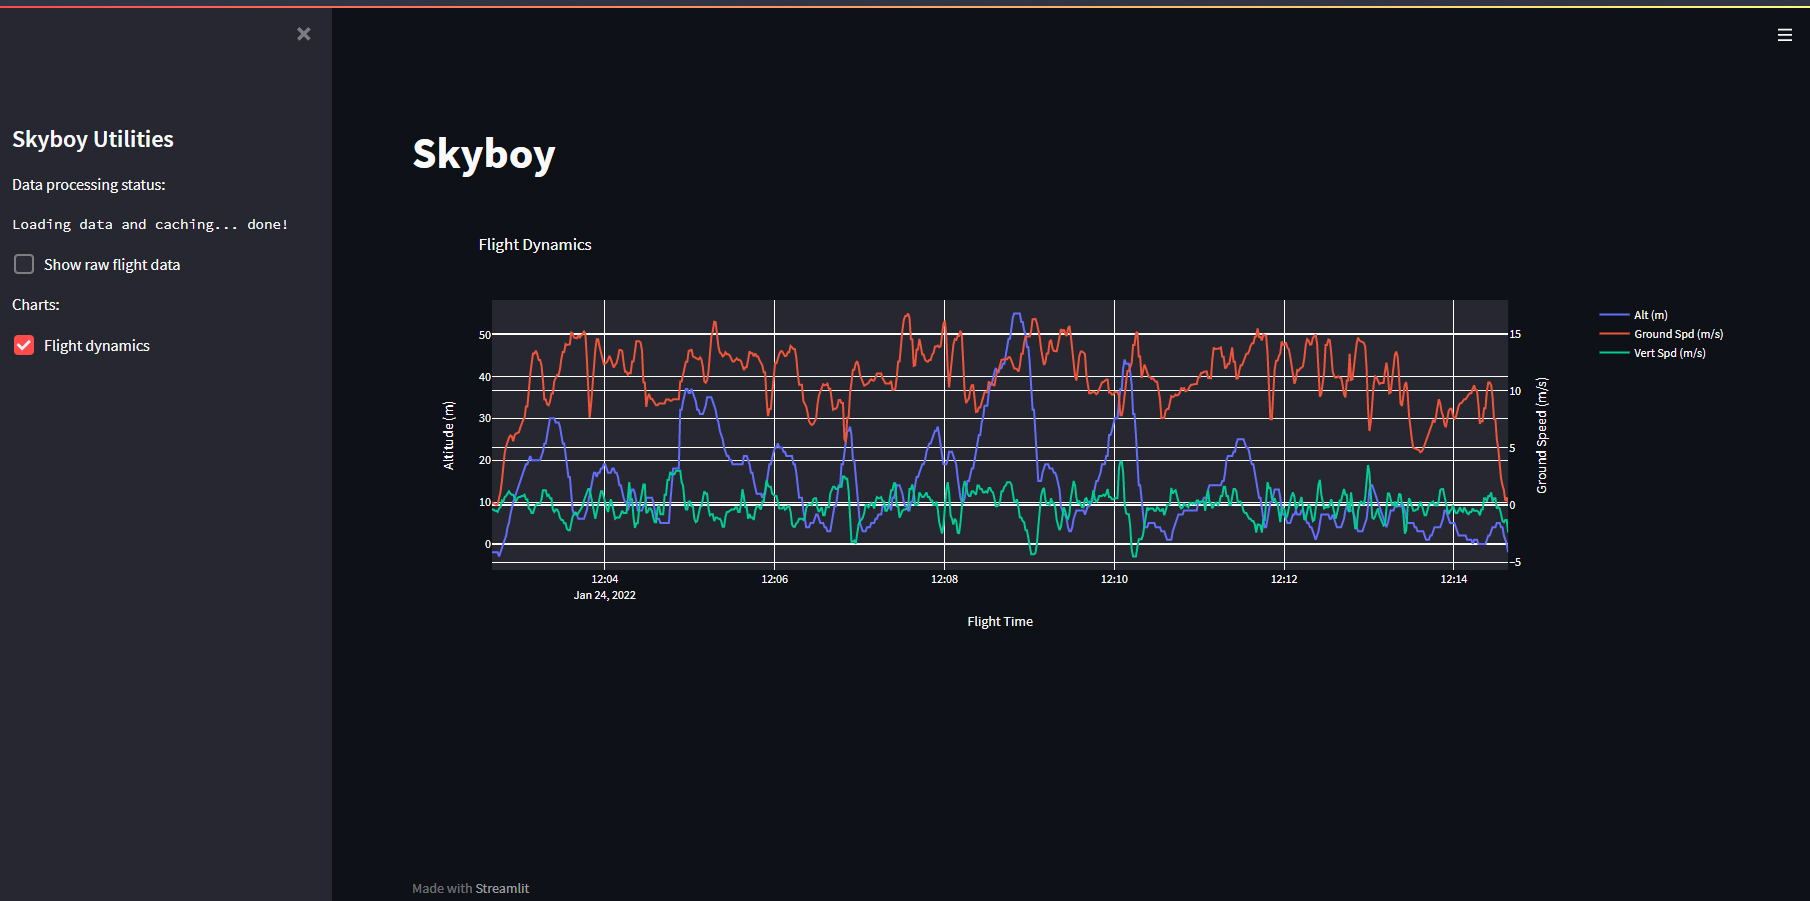 Skyboy Utilities
Data processing status:
Loading data and caching... done!
Show raw flight data
Charts:
Flight dynamics
Skyboy
Flight Dynamics
Alt (m)
Ground Spd (m/s)
Vert Spd (m/s)
Altitude (m)
50
40
30
20
10
0
15
10
5
0
−5
Ground Speed (m/s)
12:04
12:06
12:08
12:10
12:12
12:14
Jan 24, 2022
Flight Time
Made with Streamlit